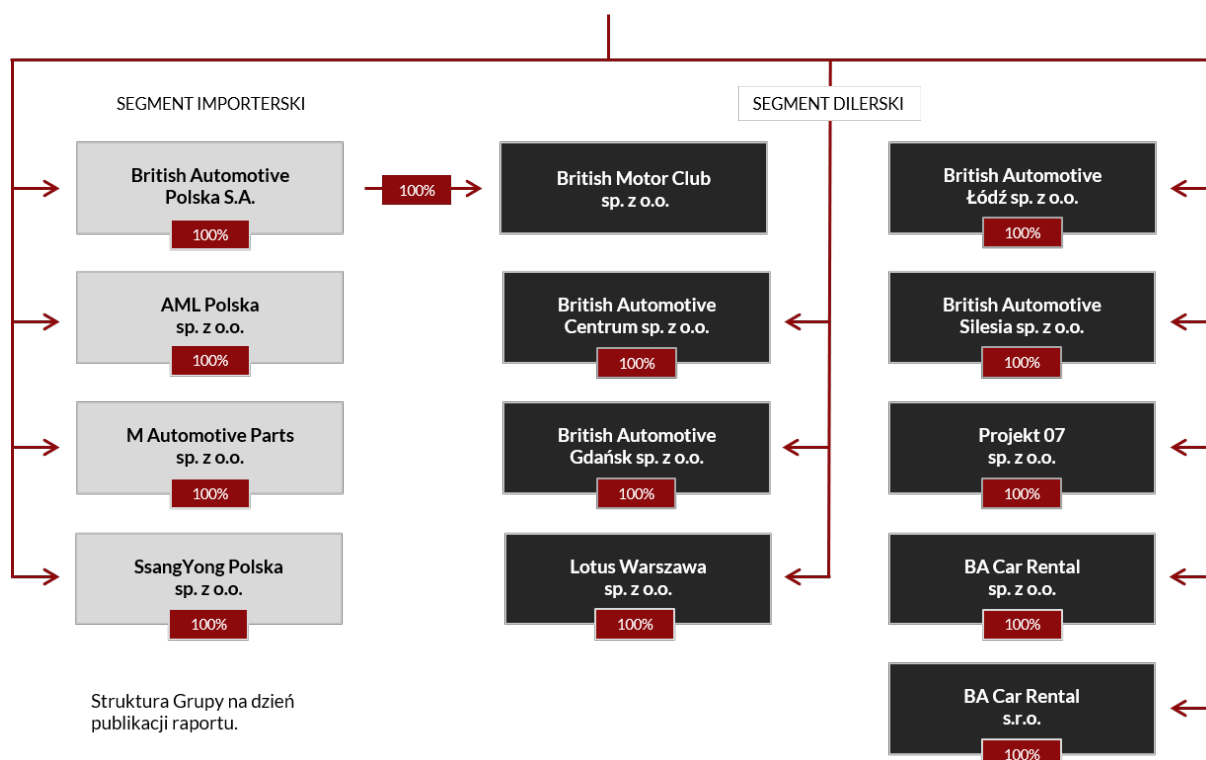 SEGMENT IMPORTERSKI
SEGMENT DILERSKI
British Automotive
Polska S.A.
100%
100%
British Motor Club
sp. z o.o.
British Automotive
Łódź sp. z o.o.
100%
AML Polska
sp. z o.o.
100%
British Automotive
Centrum sp. z o.o.
100%
British Automotive
Silesia sp. z o.o.
100%
M Automotive Parts
sp. z o.o.
100%
British Automotive
Gdańsk sp. z o.o.
100%
Projekt 07
sp. z o.o.
100%
SsangYong Polska
sp. z o.o.
100%
Lotus Warszawa
sp. z o.o.
100%
BA Car Rental
sp. z o.o.
100%
Struktura Grupy na dzień
publikacji raportu.
BA Car Rental
s.r.o.
100%